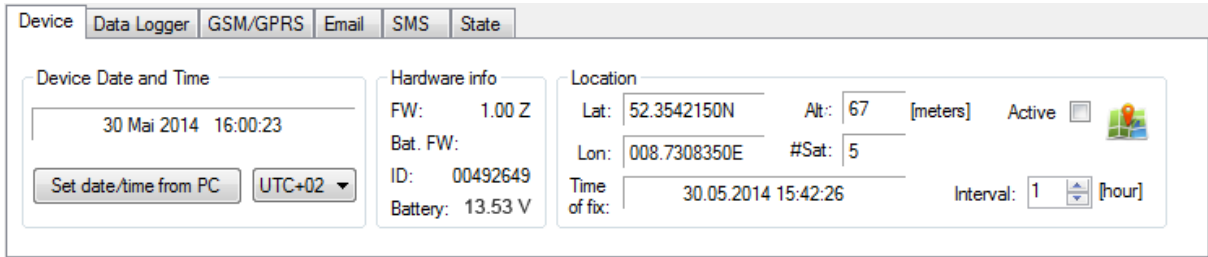 Device Data Logger GSM/GPRS Email SMS State
Device Date and Time
30 Mai 2014 16:00:23
Set date/time from PC UTC+02
Hardware info
FW: 1.00 Z
Bat. FW:
ID: 00492649
Battery: 13.53 V
Location
Lat: 52.3542150N Alt:: 67 [meters] Active
Lon: 008.7308350E #Sat: 5
Time
of fix: 30.05.2014 15:42:26 Interval: 1 [hour]